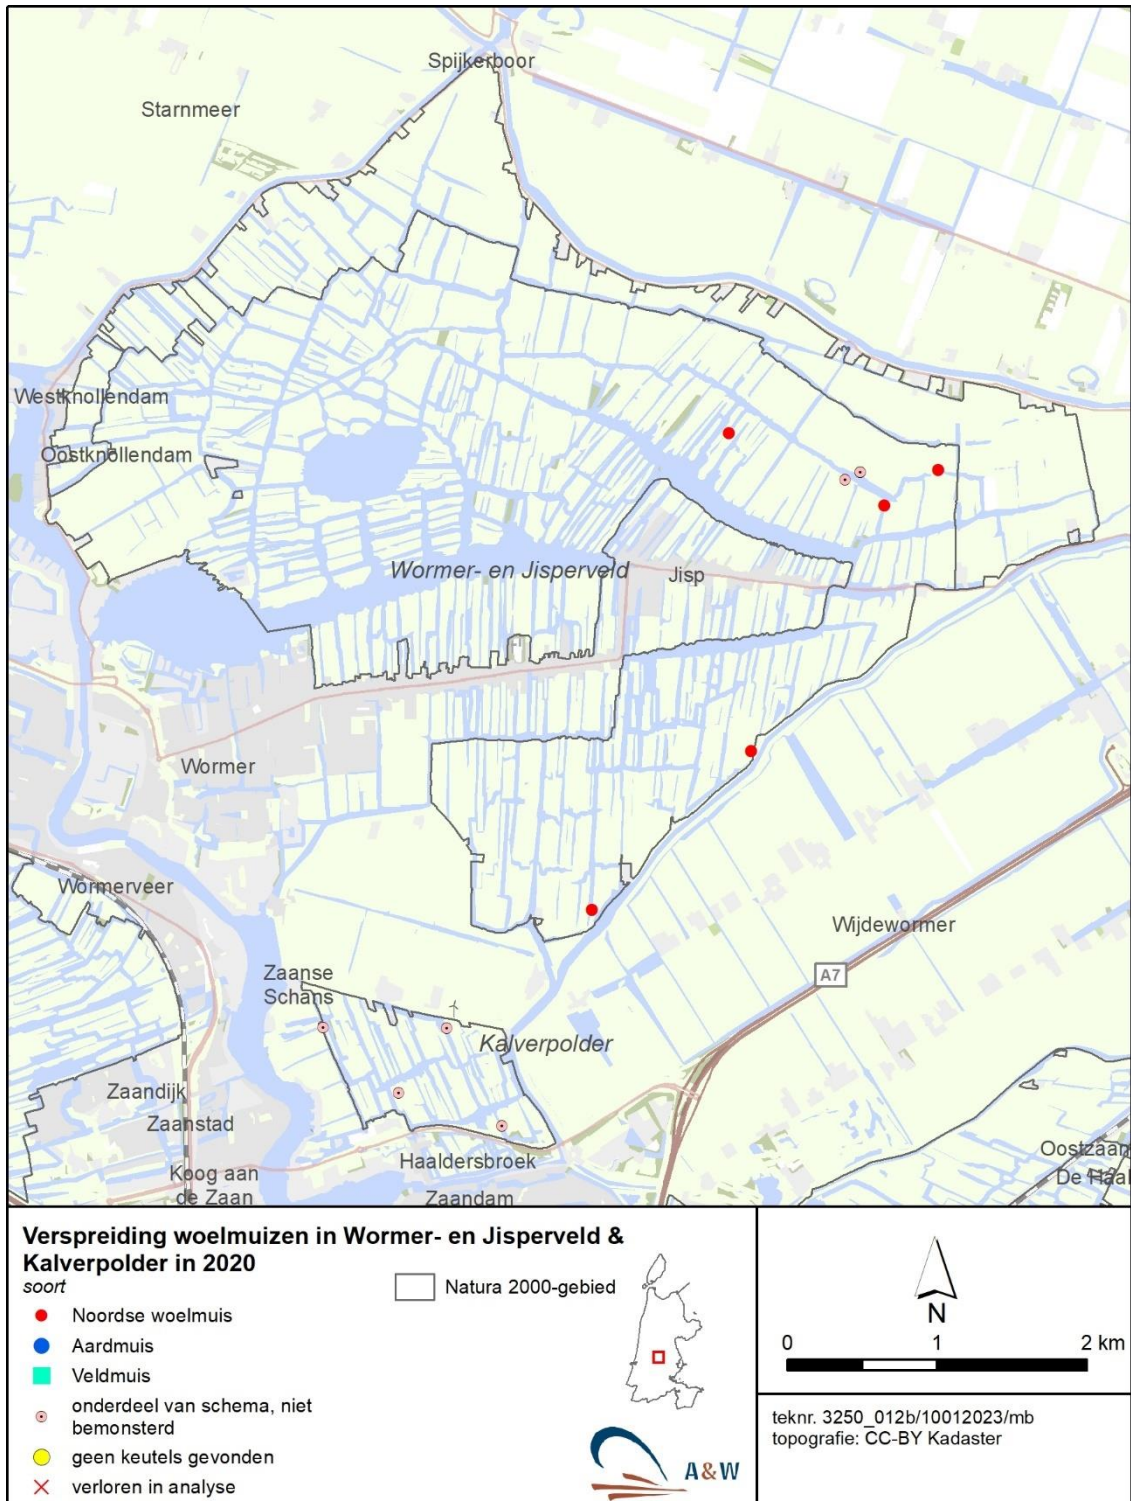 Spijkerboor
Starnmeer
Westknollendam
Oostknollendam
Wormer- en Jisperveld
Jisp
Wormer
Wormerveer
Wijdewormer
Zaanse
Schans
A7
Kalverpolder
Zaandijk
Zaanstad
Haaldersbroek
Oostzaan
De Haal
Koog aan
de Zaan
Zaandam
Verspreiding woelmuizen in Wormer- en Jisperveld &
Kalverpolder in 2020
soort
Natura 2000-gebied
Noordse woelmuis
Aardmuis
Veldmuis
onderdeel van schema, niet
bemonsterd
geen keutels gevonden
verloren in analyse
A&W
N
0 1 2 km
teknr. 3250_012b/10012023/mb
topografie: CC-BY Kadaster